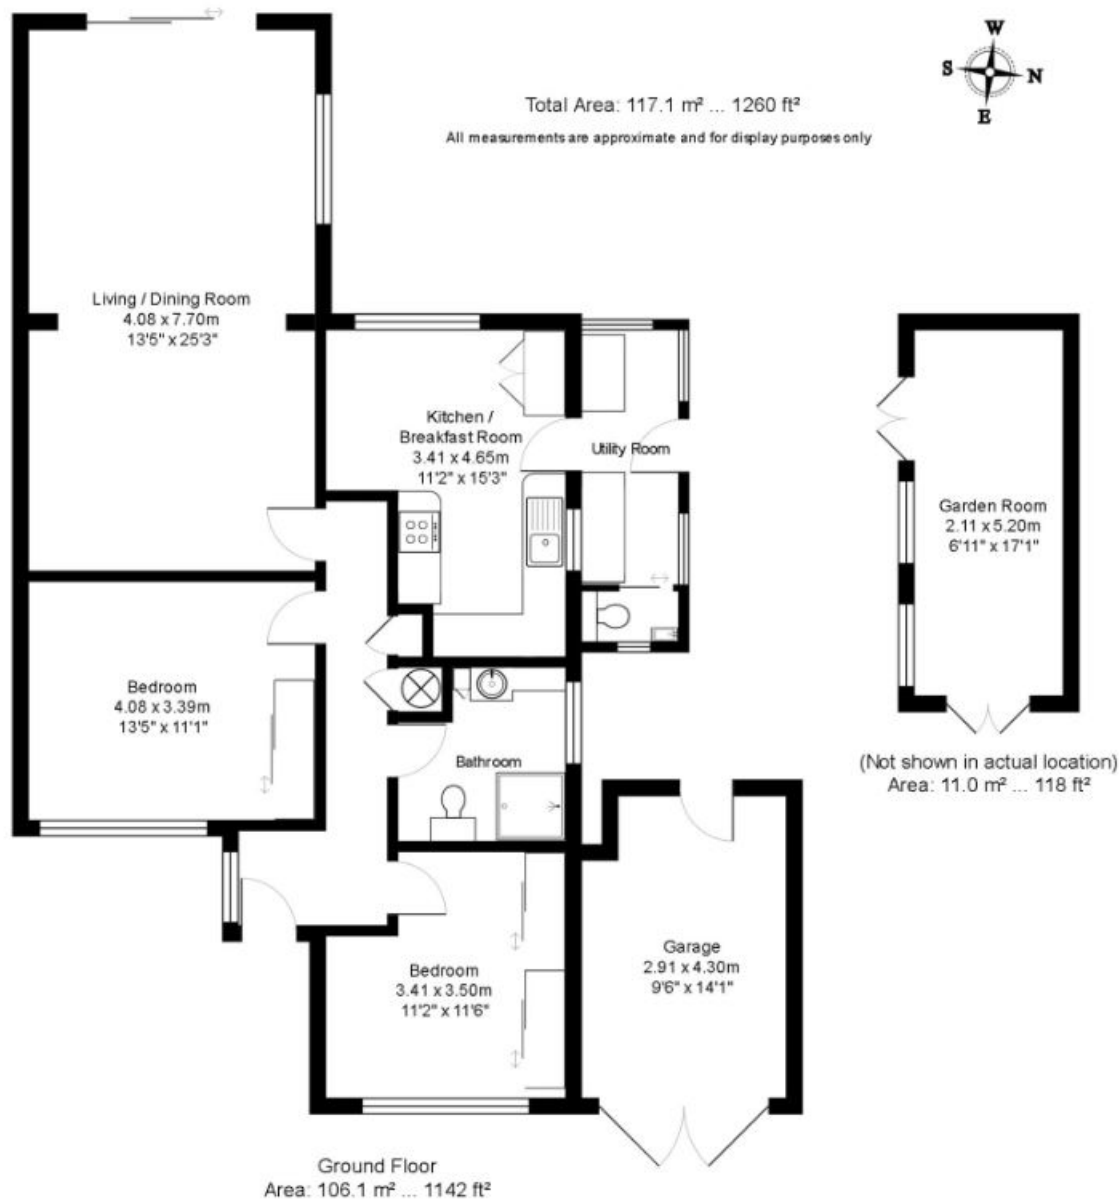 W
S N
E
Total Area: 117.1 m² ... 1260 ft²
All measurements are approximate and for display purposes only
Living / Dining Room
4.08 x 7.70m
13'5" x 25'3"
Kitchen /
Breakfast Room
3.41 x 4.65m
11'2" x 15'3"
Utility Room
Garden Room
2.11 x 5.20m
6'11" x 17'1"
Bedroom
4.08 x 3.39m
13'5" x 11'1"
Bathroom
(Not shown in actual location)
Area: 11.0 m² ... 118 ft²
Bedroom
3.41 x 3.50m
11'2" x 11'6"
Garage
2.91 x 4.30m
9'6" x 14'1"
Ground Floor
Area: 106.1 m² ... 1142 ft²